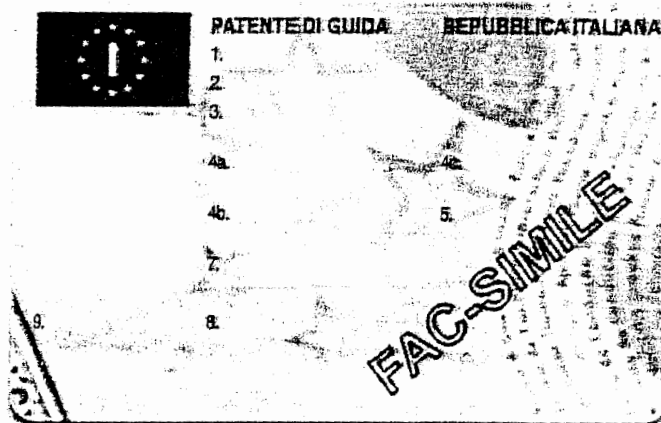 PATENTE DI GUIDA REPUBBLICA ITALIANA
I
1.
2.
3.
4a. 4c.
4b. 5.
7.
9. 8.
FAC-SIMILE